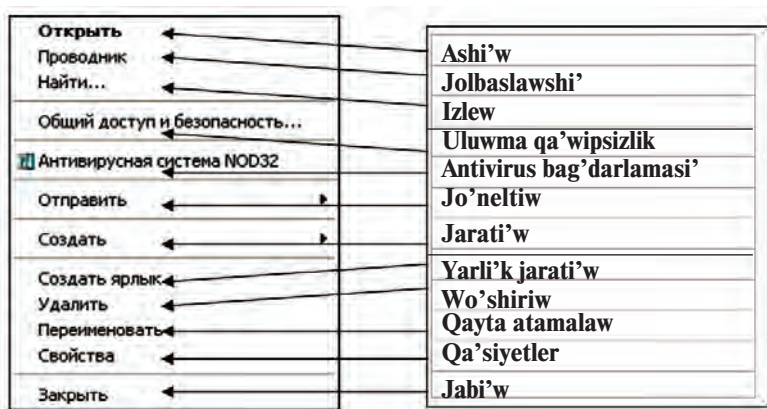 Открыть
Проводник
Найти...
Общий доступ и безопасность...
Антивирусная система NOD32
Отправить
Создать
Создать ярлык
Удалить
Переименовать
Свойства
Закрыть
Ashi’w
Jolbaslawshi’
Izlew
Uluwma qa’wipsizlik
Antivirus bag’darlamasi’
Jo’neltiw
Jarati’w
Yarli’k jarati’w
Wo’shiriw
Qayta atamalaw
Qa’siyetler
Jabi’w